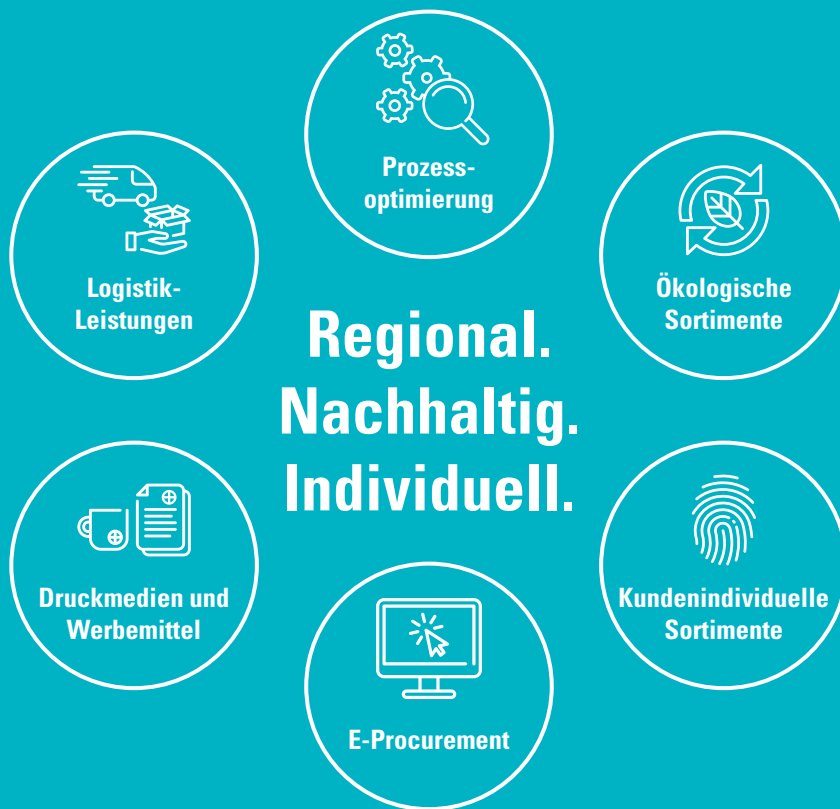 Prozess-
optimierung
Logistik-
Leistungen
Ökologische
Sortimente
Regional.
Nachhaltig.
Individuell.
Druckmedien und
Werbemittel
Kundenindividuelle
Sortimente
E-Procurement